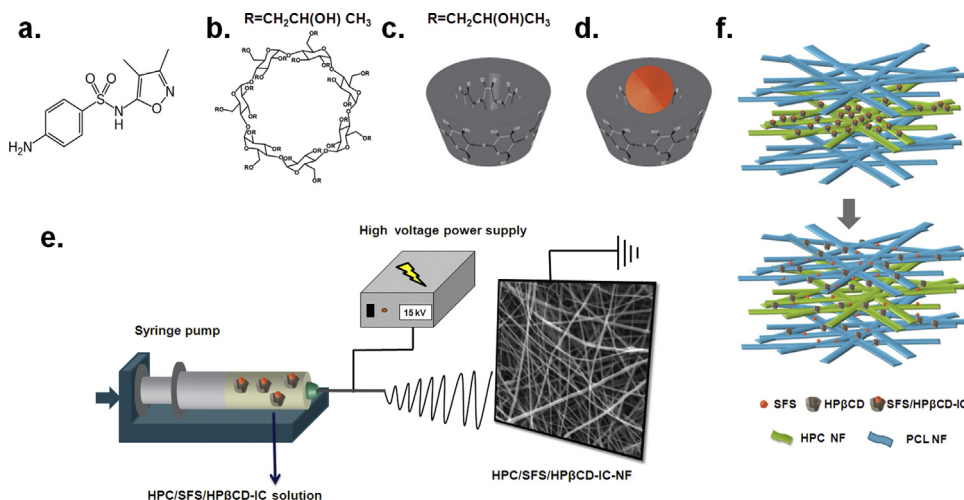 R=CH₂CH(OH) CH₃
R=CH₂CH(OH)CH₃
a.
b.
c.
d.
f.
O
O
S
N
H
O
N
H₂N
OR
RO
e.
High voltage power supply
15 kV
Syringe pump
HPC/SFS/HPβCD-IC solution
HPC/SFS/HPβCD-IC-NF
SFS
HPβCD
SFS/HPβCD-IC
HPC NF
PCL NF